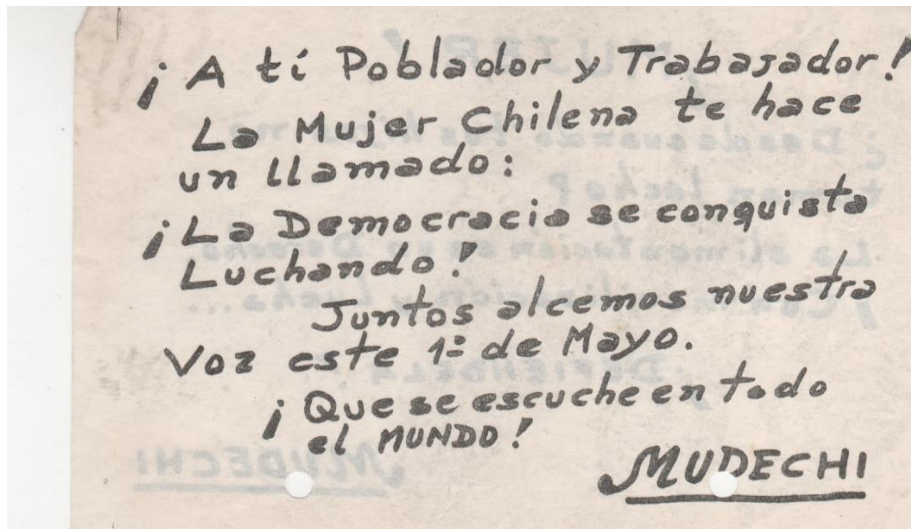 ¡A tí Poblador y Trabajador!
La Mujer Chilena te hace
un llamado:
¡La Democracia se conquista
Luchando!
Juntos alcemos nuestra
Voz este 1º de Mayo.
¡Que se escuche en todo
el MUNDO!
MUDECHI